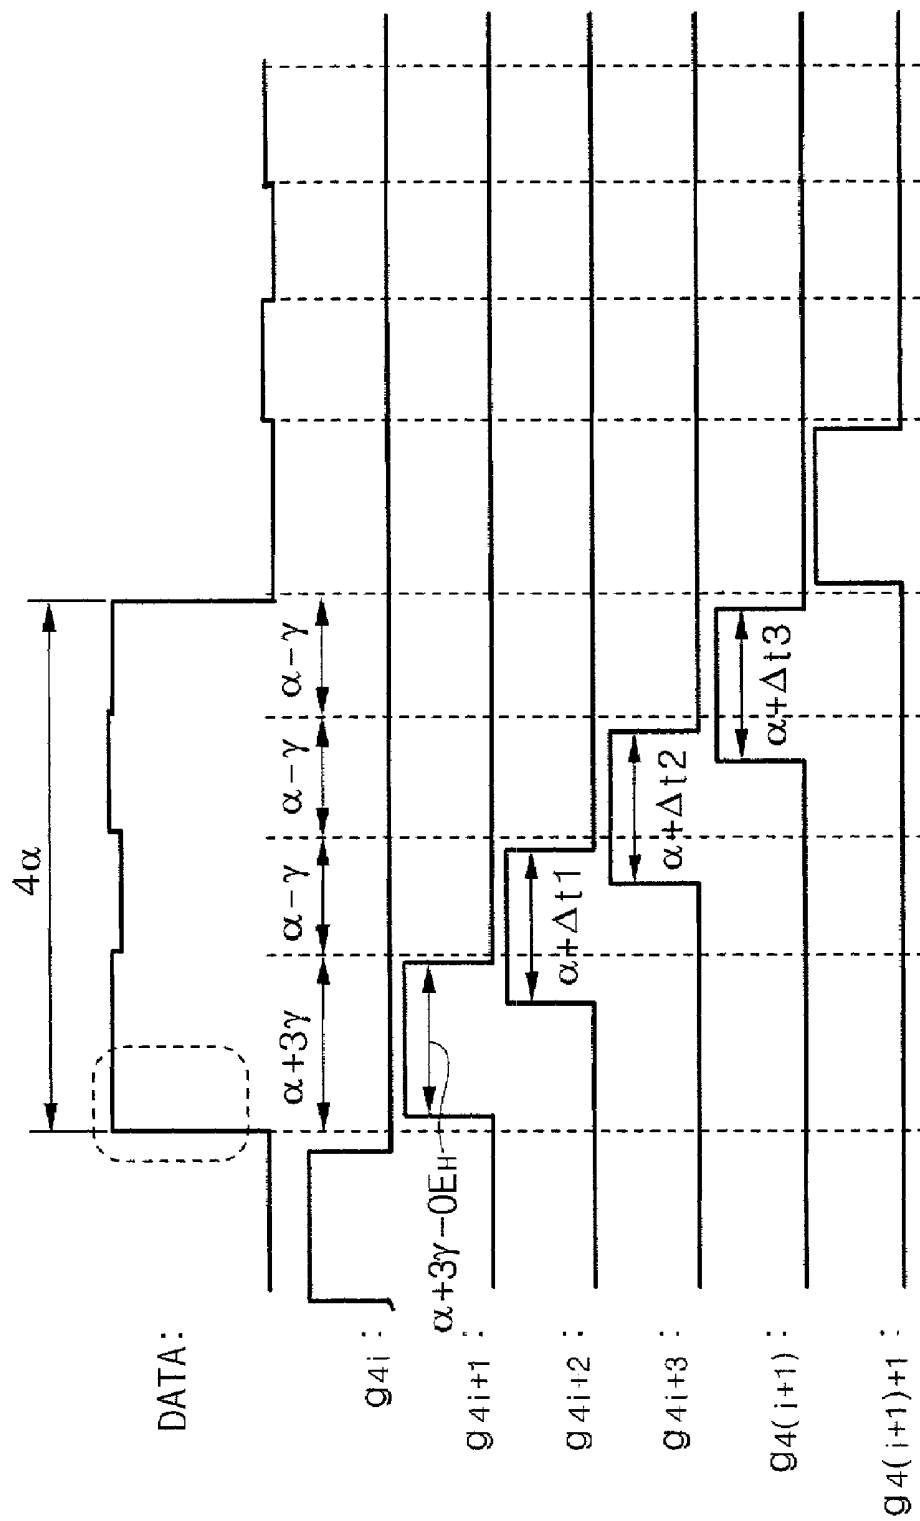 4α
DATA:
α+3γ
α-γ
α-γ
α-γ
g4i :
α+3γ-OEH
g4i+1 :
α+Δt1
g4i+2 :
α+Δt2
g4i+3 :
α+Δt3
g4(i+1) :
g4(i+1)+1 :